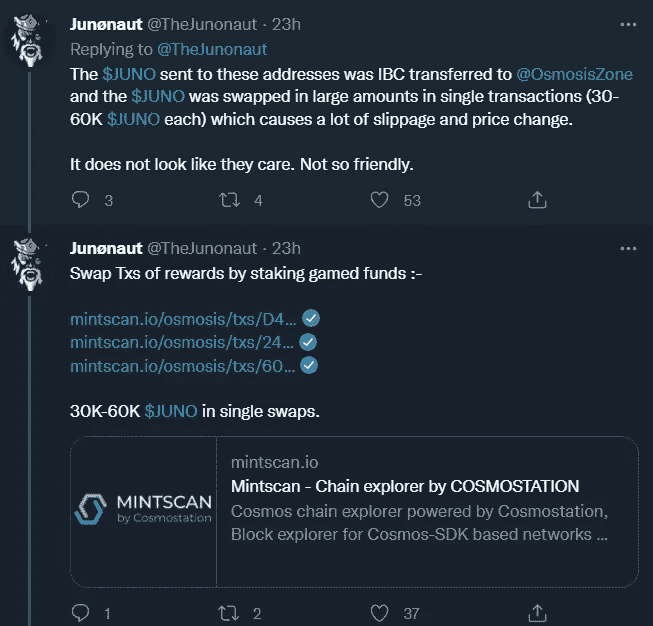 Junønaut @TheJunonaut · 23h
Replying to @TheJunonaut
The $JUNO sent to these addresses was IBC transferred to @OsmosisZone
and the $JUNO was swapped in large amounts in single transactions (30-
60K $JUNO each) which causes a lot of slippage and price change.
It does not look like they care. Not so friendly.
3 4 53
Junønaut @TheJunonaut · 23h
Swap Txs of rewards by staking gamed funds :-
mintscan.io/osmosis/txs/D4...
mintscan.io/osmosis/txs/24...
mintscan.io/osmosis/txs/60...
30K-60K $JUNO in single swaps.
MINTSCAN
by Cosmostation
mintscan.io
Mintscan - Chain explorer by COSMOSTATION
Cosmos chain explorer powered by Cosmostation,
Block explorer for Cosmos-SDK based networks ...
1 2 37